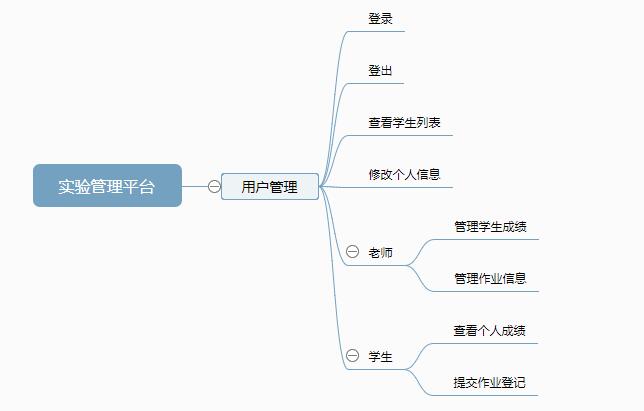 实验管理平台
用户管理
登录
登出
查看学生列表
修改个人信息
老师
管理学生成绩
管理作业信息
学生
查看个人成绩
提交作业登记